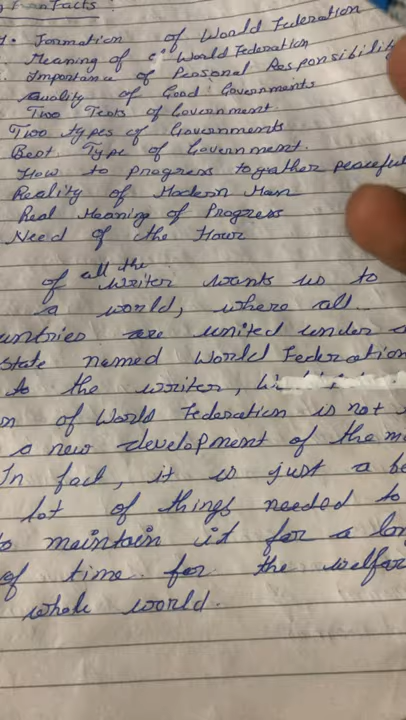 Facts:
1. Formation of World Federation
Meaning of World Federation
Importance of Personal Responsibility
Quality of Good Governments
Two Tests of Government
Two types of Governments
Best Type of Government.
How to Progress togather peaceful
Reality of Modern Man
Real Meaning of Progress
Need of the Hour
of all the writer wants us to
a world, where all
untries are united under a
state named World Federation
to the writer,
n of World Federation is not
a new development of the m
In fact, it is just a be
lot of things needed to
to maintain it for a lon
of time for the welfar
whole world.